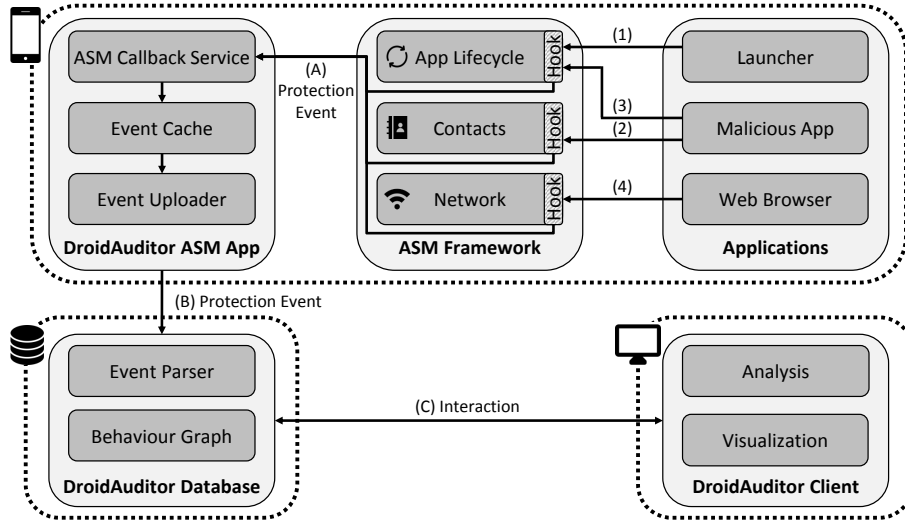 ASM Callback Service
Event Cache
Event Uploader
DroidAuditor ASM App
(A)
Protection
Event
App Lifecycle
Hook
Contacts
Hook
Network
Hook
ASM Framework
(1)
(3)
(2)
(4)
Launcher
Malicious App
Web Browser
Applications
(B) Protection Event
Event Parser
Behaviour Graph
DroidAuditor Database
(C) Interaction
Analysis
Visualization
DroidAuditor Client